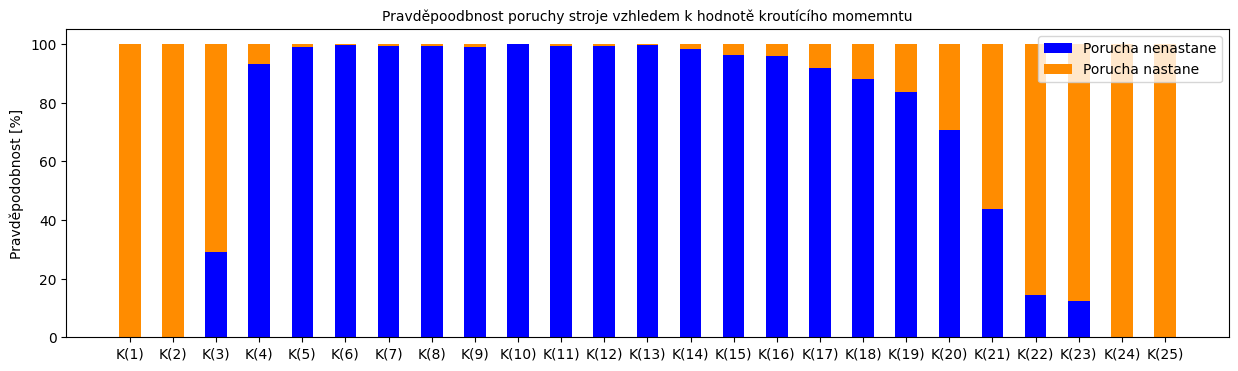 Pravděpoodbnost poruchy stroje vzhledem k hodnotě kroutícího momemntu
Porucha nenastane
Porucha nastane
Pravděpodobnost [%]
100
80
60
40
20
0
K(1) K(2) K(3) K(4) K(5) K(6) K(7) K(8) K(9) K(10) K(11) K(12) K(13) K(14) K(15) K(16) K(17) K(18) K(19) K(20) K(21) K(22) K(23) K(24) K(25)